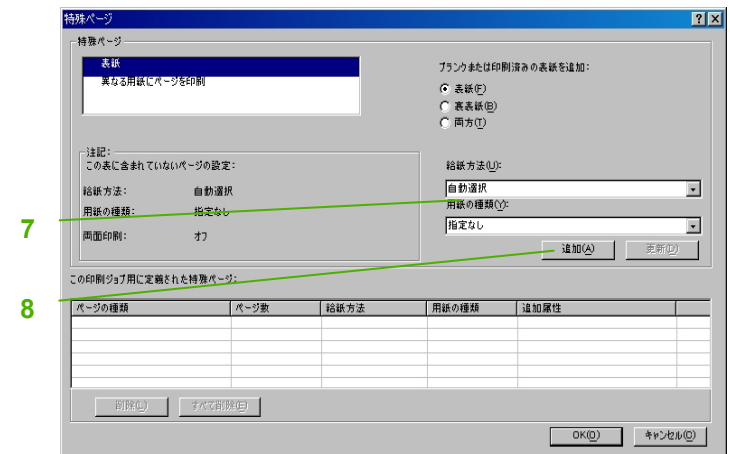 特殊ページ
特殊ページ
表紙
異なる用紙にページを印刷
ブランクまたは印刷済みの表紙を追加:
表紙(F)
裏表紙(B)
両方(T)
注記:
この表に含まれていないページの設定:
給紙方法: 自動選択
用紙の種類: 指定なし
両面印刷: オフ
給紙方法(U):
自動選択
用紙の種類(Y):
指定なし
追加(A) 更新(D)
7
8
この印刷ジョブ用に定義された特殊ページ:
ページの種類 ページ数 給紙方法 用紙の種類 追加属性
削除(L) すべて削除(E)
OK(O) キャンセル(C)